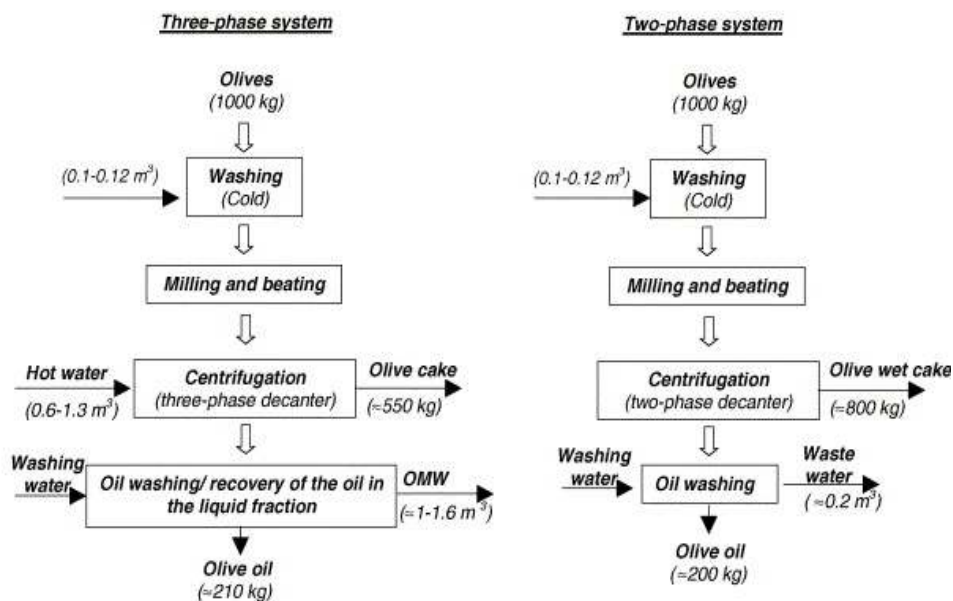 Three-phase system
Olives
(1000 kg)
(0.1-0.12 m³)
Washing
(Cold)
Milling and beating
Hot water
(0.6-1.3 m³)
Centrifugation
(three-phase decanter)
Olive cake
(≈550 kg)
Washing
water
Oil washing/ recovery of the oil in
the liquid fraction
OMW
(≈1-1.6 m³)
Olive oil
(≈210 kg)
Two-phase system
Olives
(1000 kg)
(0.1-0.12 m³)
Washing
(Cold)
Milling and beating
Centrifugation
(two-phase decanter)
Olive wet cake
(≈800 kg)
Washing
water
Oil washing
Waste
water
(≈0.2 m³)
Olive oil
(≈200 kg)